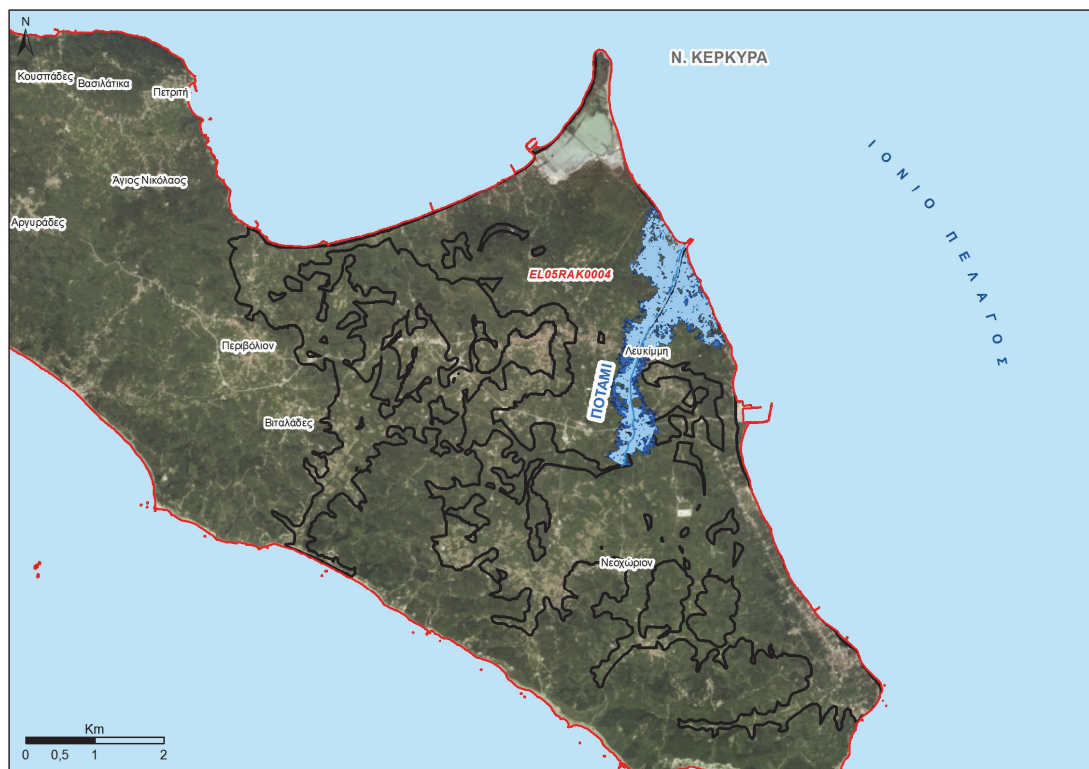 N
Ν. ΚΕΡΚΥΡΑ
Κουσπάδες
Βασιλάτικα
Πετριτή
ΙΟΝΙΟ ΠΕΛΑΓΟΣ
Άγιος Νικόλαος
Αργυράδες
EL05RAK0004
Περιβόλιον
Λευκίμμη
ΠΟΤΑΜΙ
Βιταλάδες
Νεοχώριον
Km
0 0,5 1 2